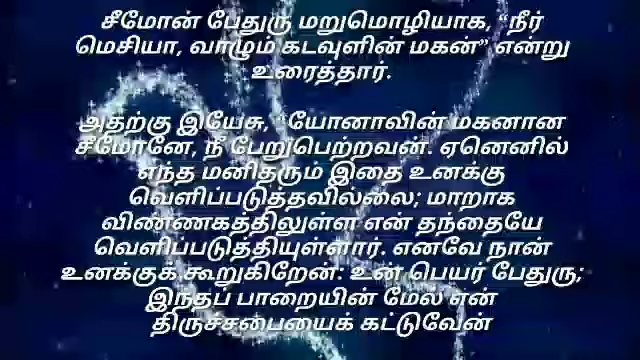 சீமோன் பேதுரு மறுமொழியாக, “நீர்
மெசியா, வாழும் கடவுளின் மகன்” என்று
உரைத்தார்.
அதற்கு இயேசு, “யோனாவின் மகனான
சீமோனே, நீ பேறுபெற்றவன். ஏனெனில்
எந்த மனிதரும் இதை உனக்கு
வெளிப்படுத்தவில்லை; மாறாக
விண்ணகத்திலுள்ள என் தந்தையே
வெளிப்படுத்தியுள்ளார். எனவே நான்
உனக்குக் கூறுகிறேன்: உன் பெயர் பேதுரு;
இந்தப் பாறையின் மேல் என்
திருச்சபையைக் கட்டுவேன்